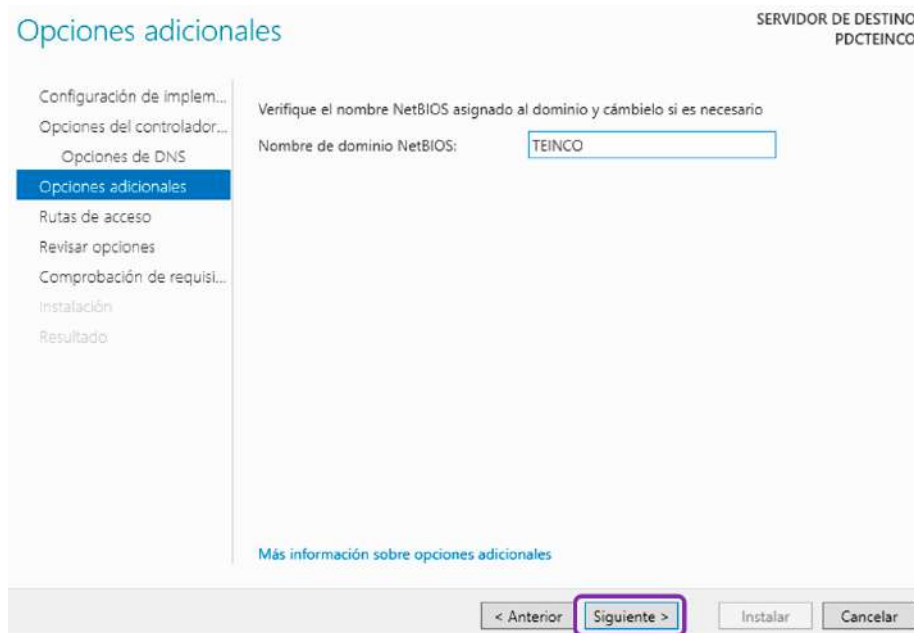 Opciones adicionales
SERVIDOR DE DESTINO
PDCTEINCO
Configuración de implem...
Opciones del controlador...
Opciones de DNS
Opciones adicionales
Rutas de acceso
Revisar opciones
Comprobación de requisi...
Instalación
Resultado
Verifique el nombre NetBIOS asignado al dominio y cámbielo si es necesario
Nombre de dominio NetBIOS: TEINCO
Más información sobre opciones adicionales
< Anterior Siguiente > Instalar Cancelar